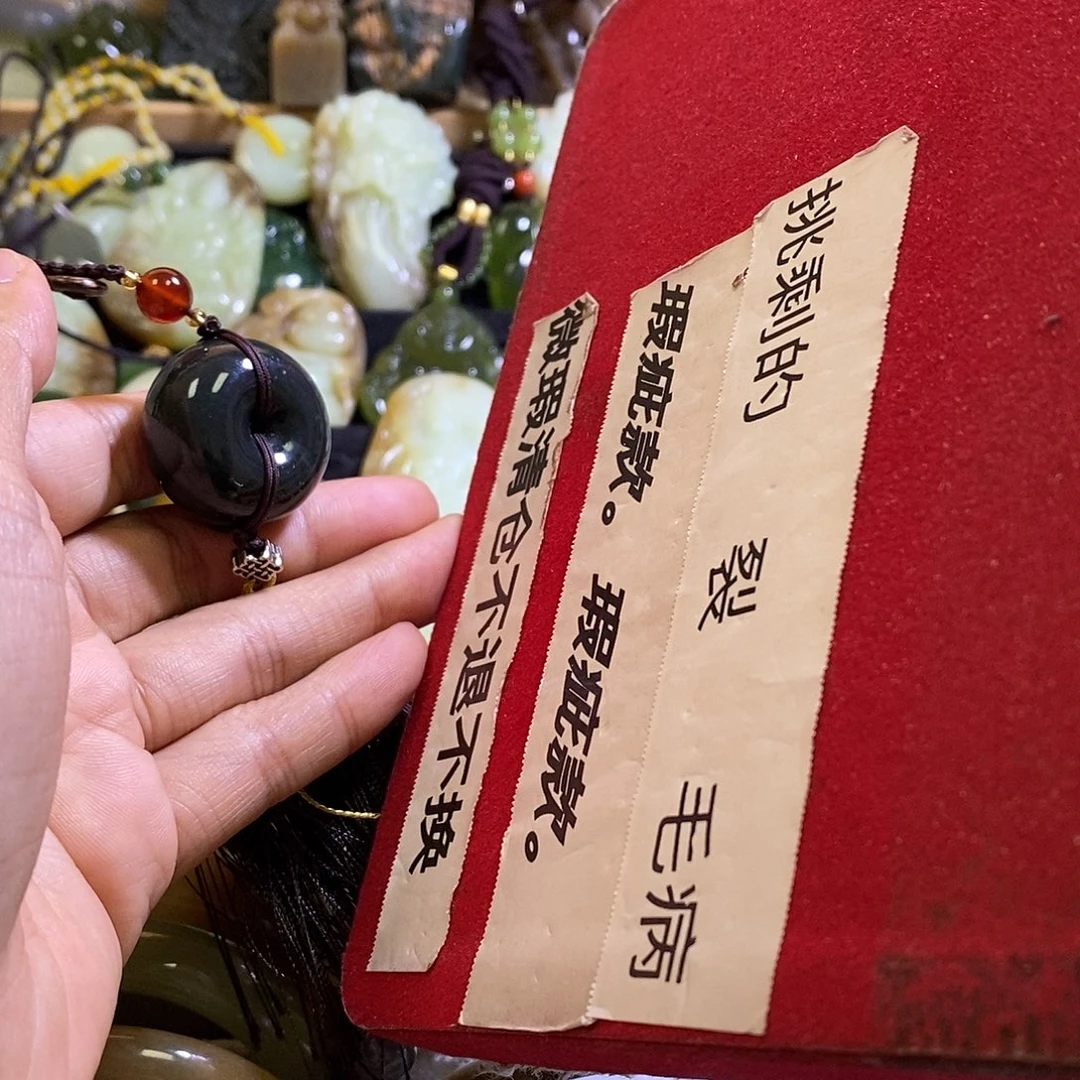 挑剩的 裂 毛病
瑕疵款。 瑕疵款。
微瑕清仓不退不换